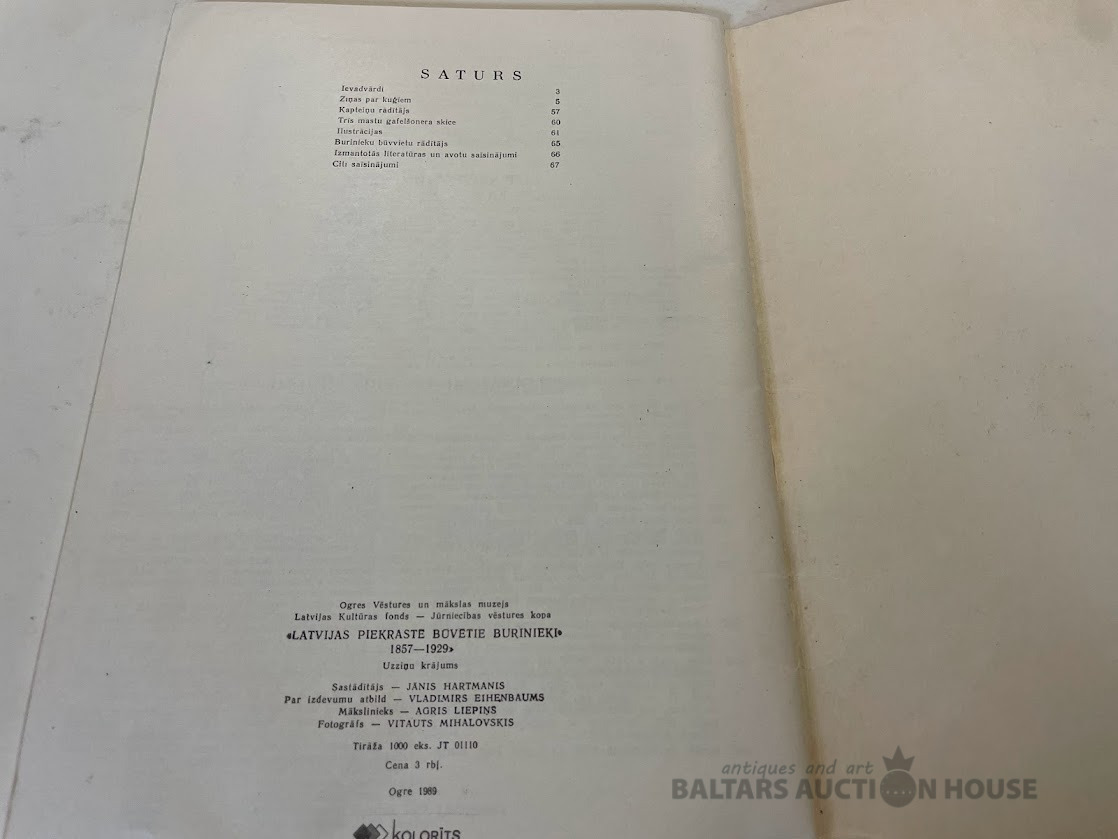 SATURS
Ievadvārdi 3
Ziņas par kuģiem 5
Kapteiņu rādītājs 57
Trīs mastu gafelšonera skice 60
Ilustrācijas 61
Burinieku būvvietu rādītājs 65
Izmantotās literatūras un avotu saīsinājumi 66
Citi saīsinājumi 67
Ogres Vēstures un mākslas muzejs
Latvijas Kultūras fonds — Jūrniecības vēstures kopa
«LATVIJAS PIEKRASTĒ BŪVĒTIE BURINIEKI»
1857—1929»
Uzziņu krājums
Sastādītājs — JĀNIS HARTMANIS
Par izdevumu atbild — VLADIMIRS EIHENBAUMS
Mākslinieks — AGRIS LIEPIŅŠ
Fotogrāfs — VITAUTS MIHALOVSKIS
Tirāža 1000 eks. JT 01110
Cena 3 rbļ.
Ogre 1989
KOLORĪTS
antiques and art
BALTARS AUCTION HOUSE